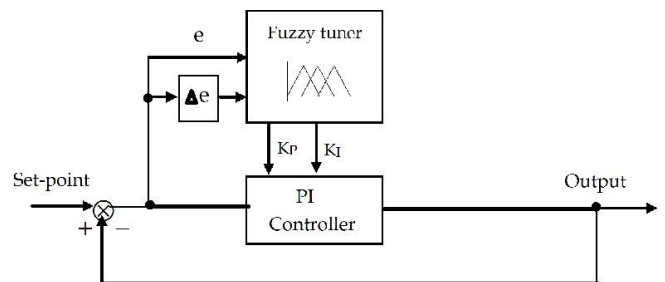 e
Fuzzy tuner
Δe
KP
KI
Set-point
PI
Controller
Output
+
−